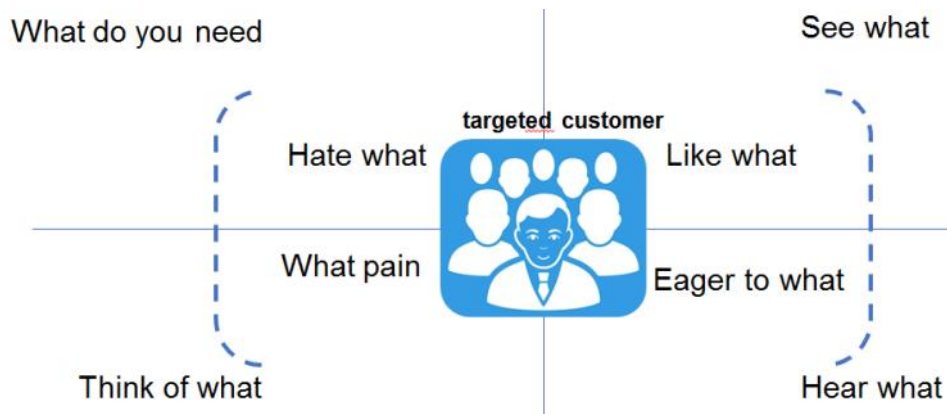 What do you need
See what
targeted customer
Hate what
Like what
What pain
Eager to what
Think of what
Hear what